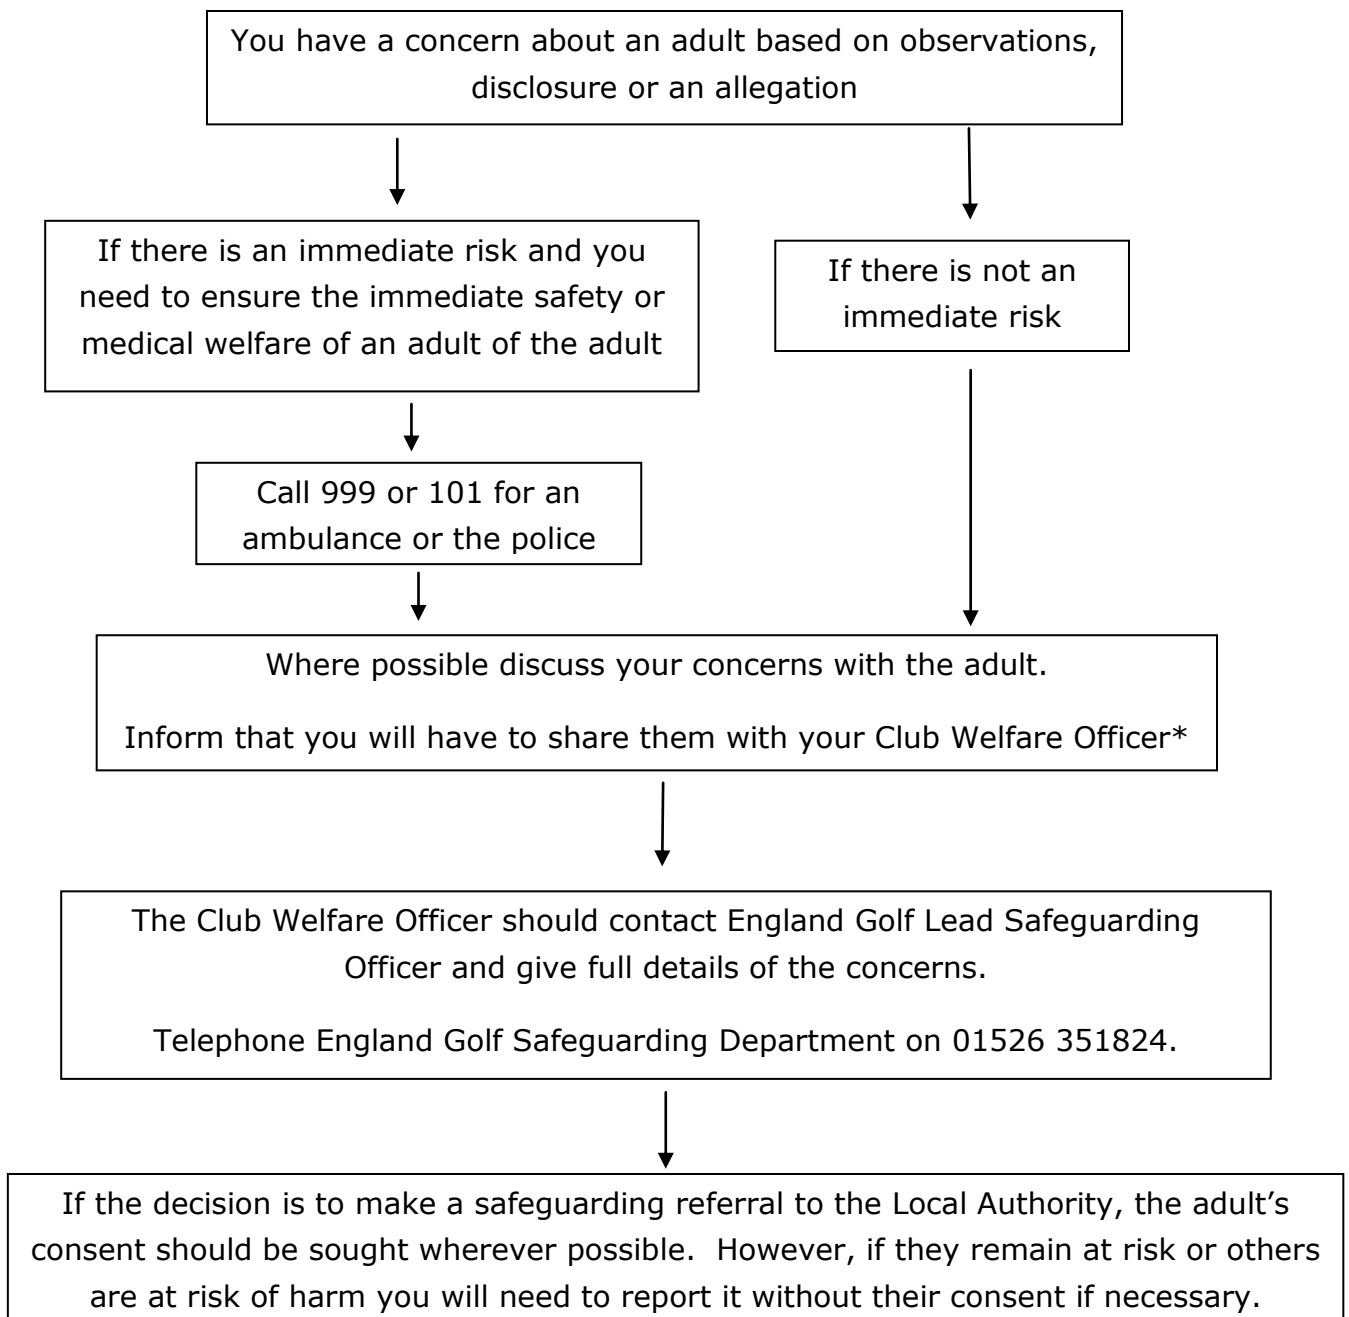 You have a concern about an adult based on observations,
disclosure or an allegation
If there is an immediate risk and you
need to ensure the immediate safety or
medical welfare of an adult of the adult
If there is not an
immediate risk
Call 999 or 101 for an
ambulance or the police
Where possible discuss your concerns with the adult.
Inform that you will have to share them with your Club Welfare Officer*
The Club Welfare Officer should contact England Golf Lead Safeguarding
Officer and give full details of the concerns.
Telephone England Golf Safeguarding Department on 01526 351824.
If the decision is to make a safeguarding referral to the Local Authority, the adult’s
consent should be sought wherever possible.  However, if they remain at risk or others
are at risk of harm you will need to report it without their consent if necessary.